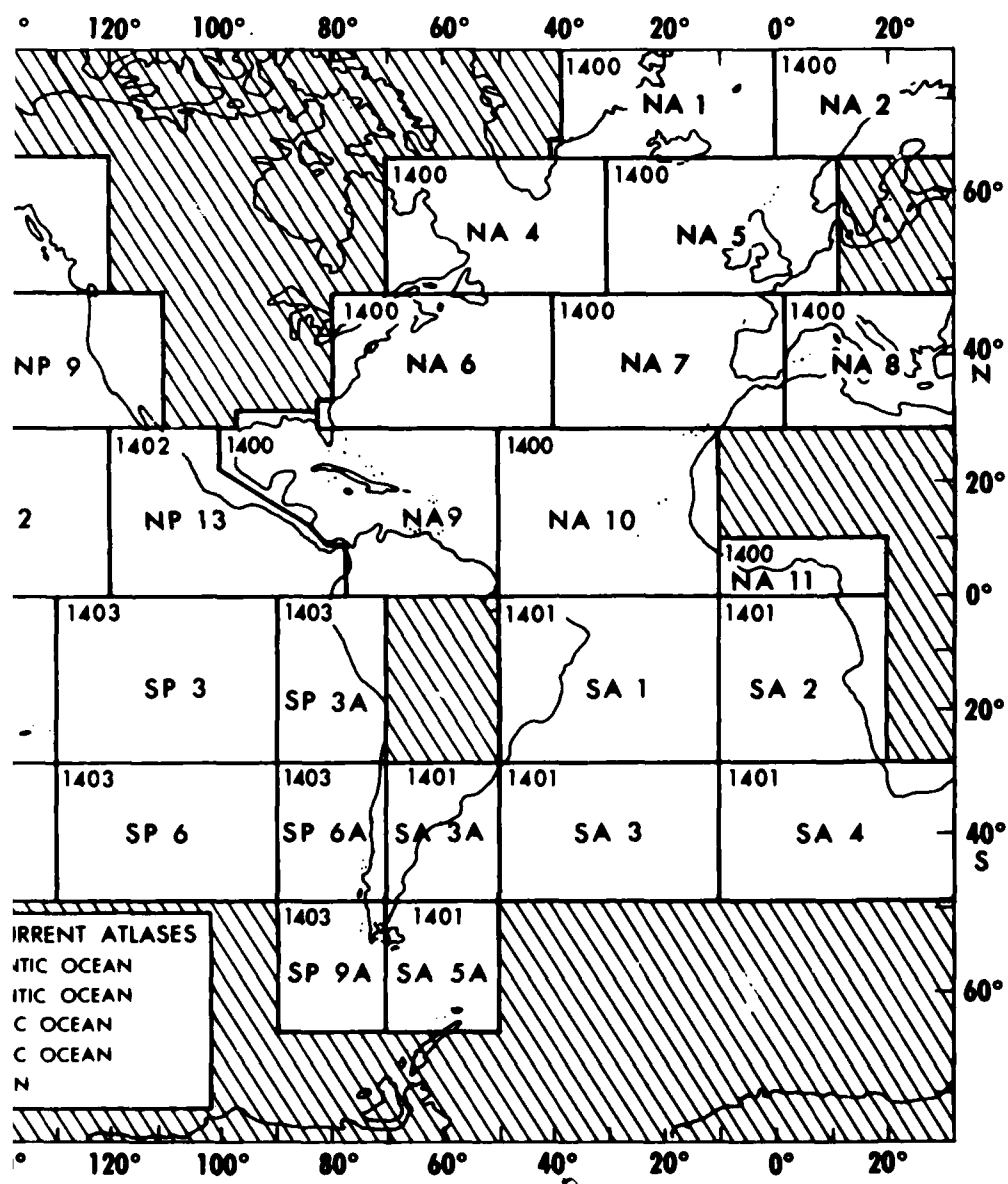 ° 120° 100° 80° 60° 40° 20° 0° 20°
1400 1400
NA 1 NA 2
1400 1400 60°
NA 4 NA 5
1400 1400 1400
NP 9 NA 6 NA 7 NA 8 40°
N
1402 1400 1400
20°
2 NP 13 NA9 NA 10
1400
NA 11
0°
1403 1403 1401 1401
SP 3 SP 3A SA 1 SA 2
20°
1403 1403 1401 1401 1401
SP 6 SP 6A SA 3A SA 3 SA 4 40°
S
1403 1401
URRENT ATLASES
NTIC OCEAN
SP 9A SA 5A
NTIC OCEAN 60°
C OCEAN
C OCEAN
N
° 120° 100° 80° 60° 40° 20° 0° 20°